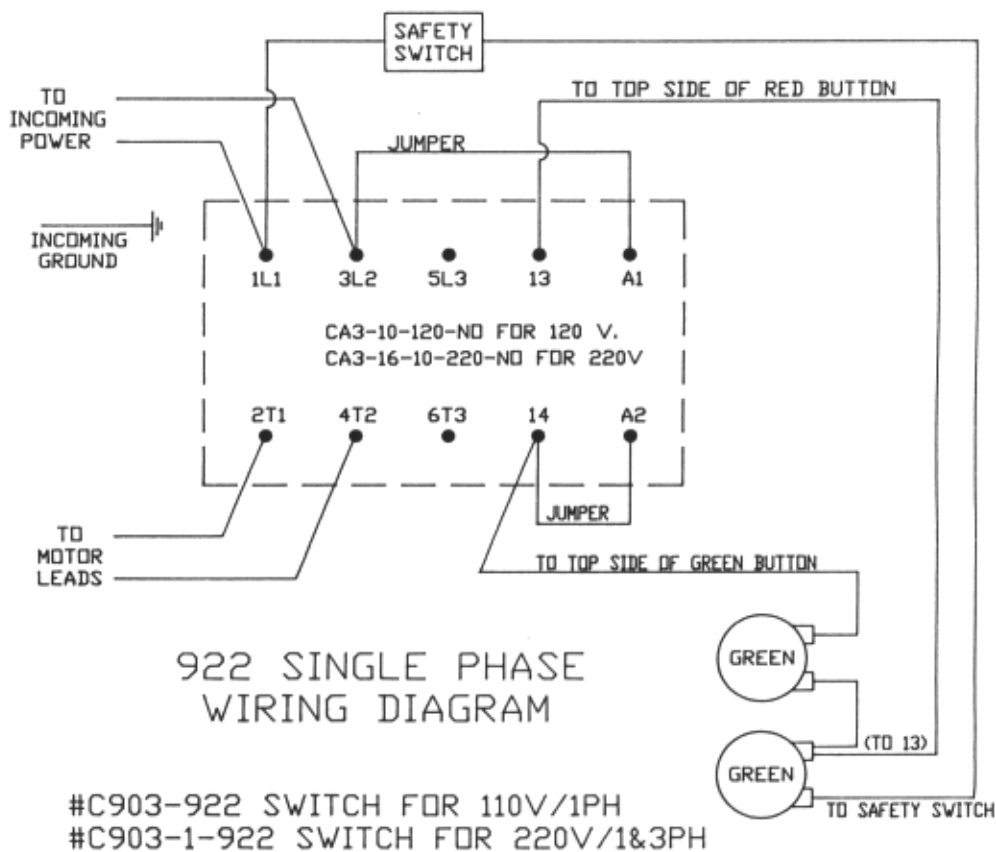 SAFETY
SWITCH
TO
INCOMING
POWER
TO TOP SIDE OF RED BUTTON
JUMPER
INCOMING
GROUND
1L1 3L2 5L3 13 A1
CA3-10-120-NO FOR 120 V.
CA3-16-10-220-NO FOR 220V
2T1 4T2 6T3 14 A2
JUMPER
TO
MOTOR
LEADS
TO TOP SIDE OF GREEN BUTTON
GREEN
922 SINGLE PHASE
WIRING DIAGRAM
(TO 13)
GREEN
TO SAFETY SWITCH
#C903-922 SWITCH FOR 110V/1PH
#C903-1-922 SWITCH FOR 220V/1&3PH